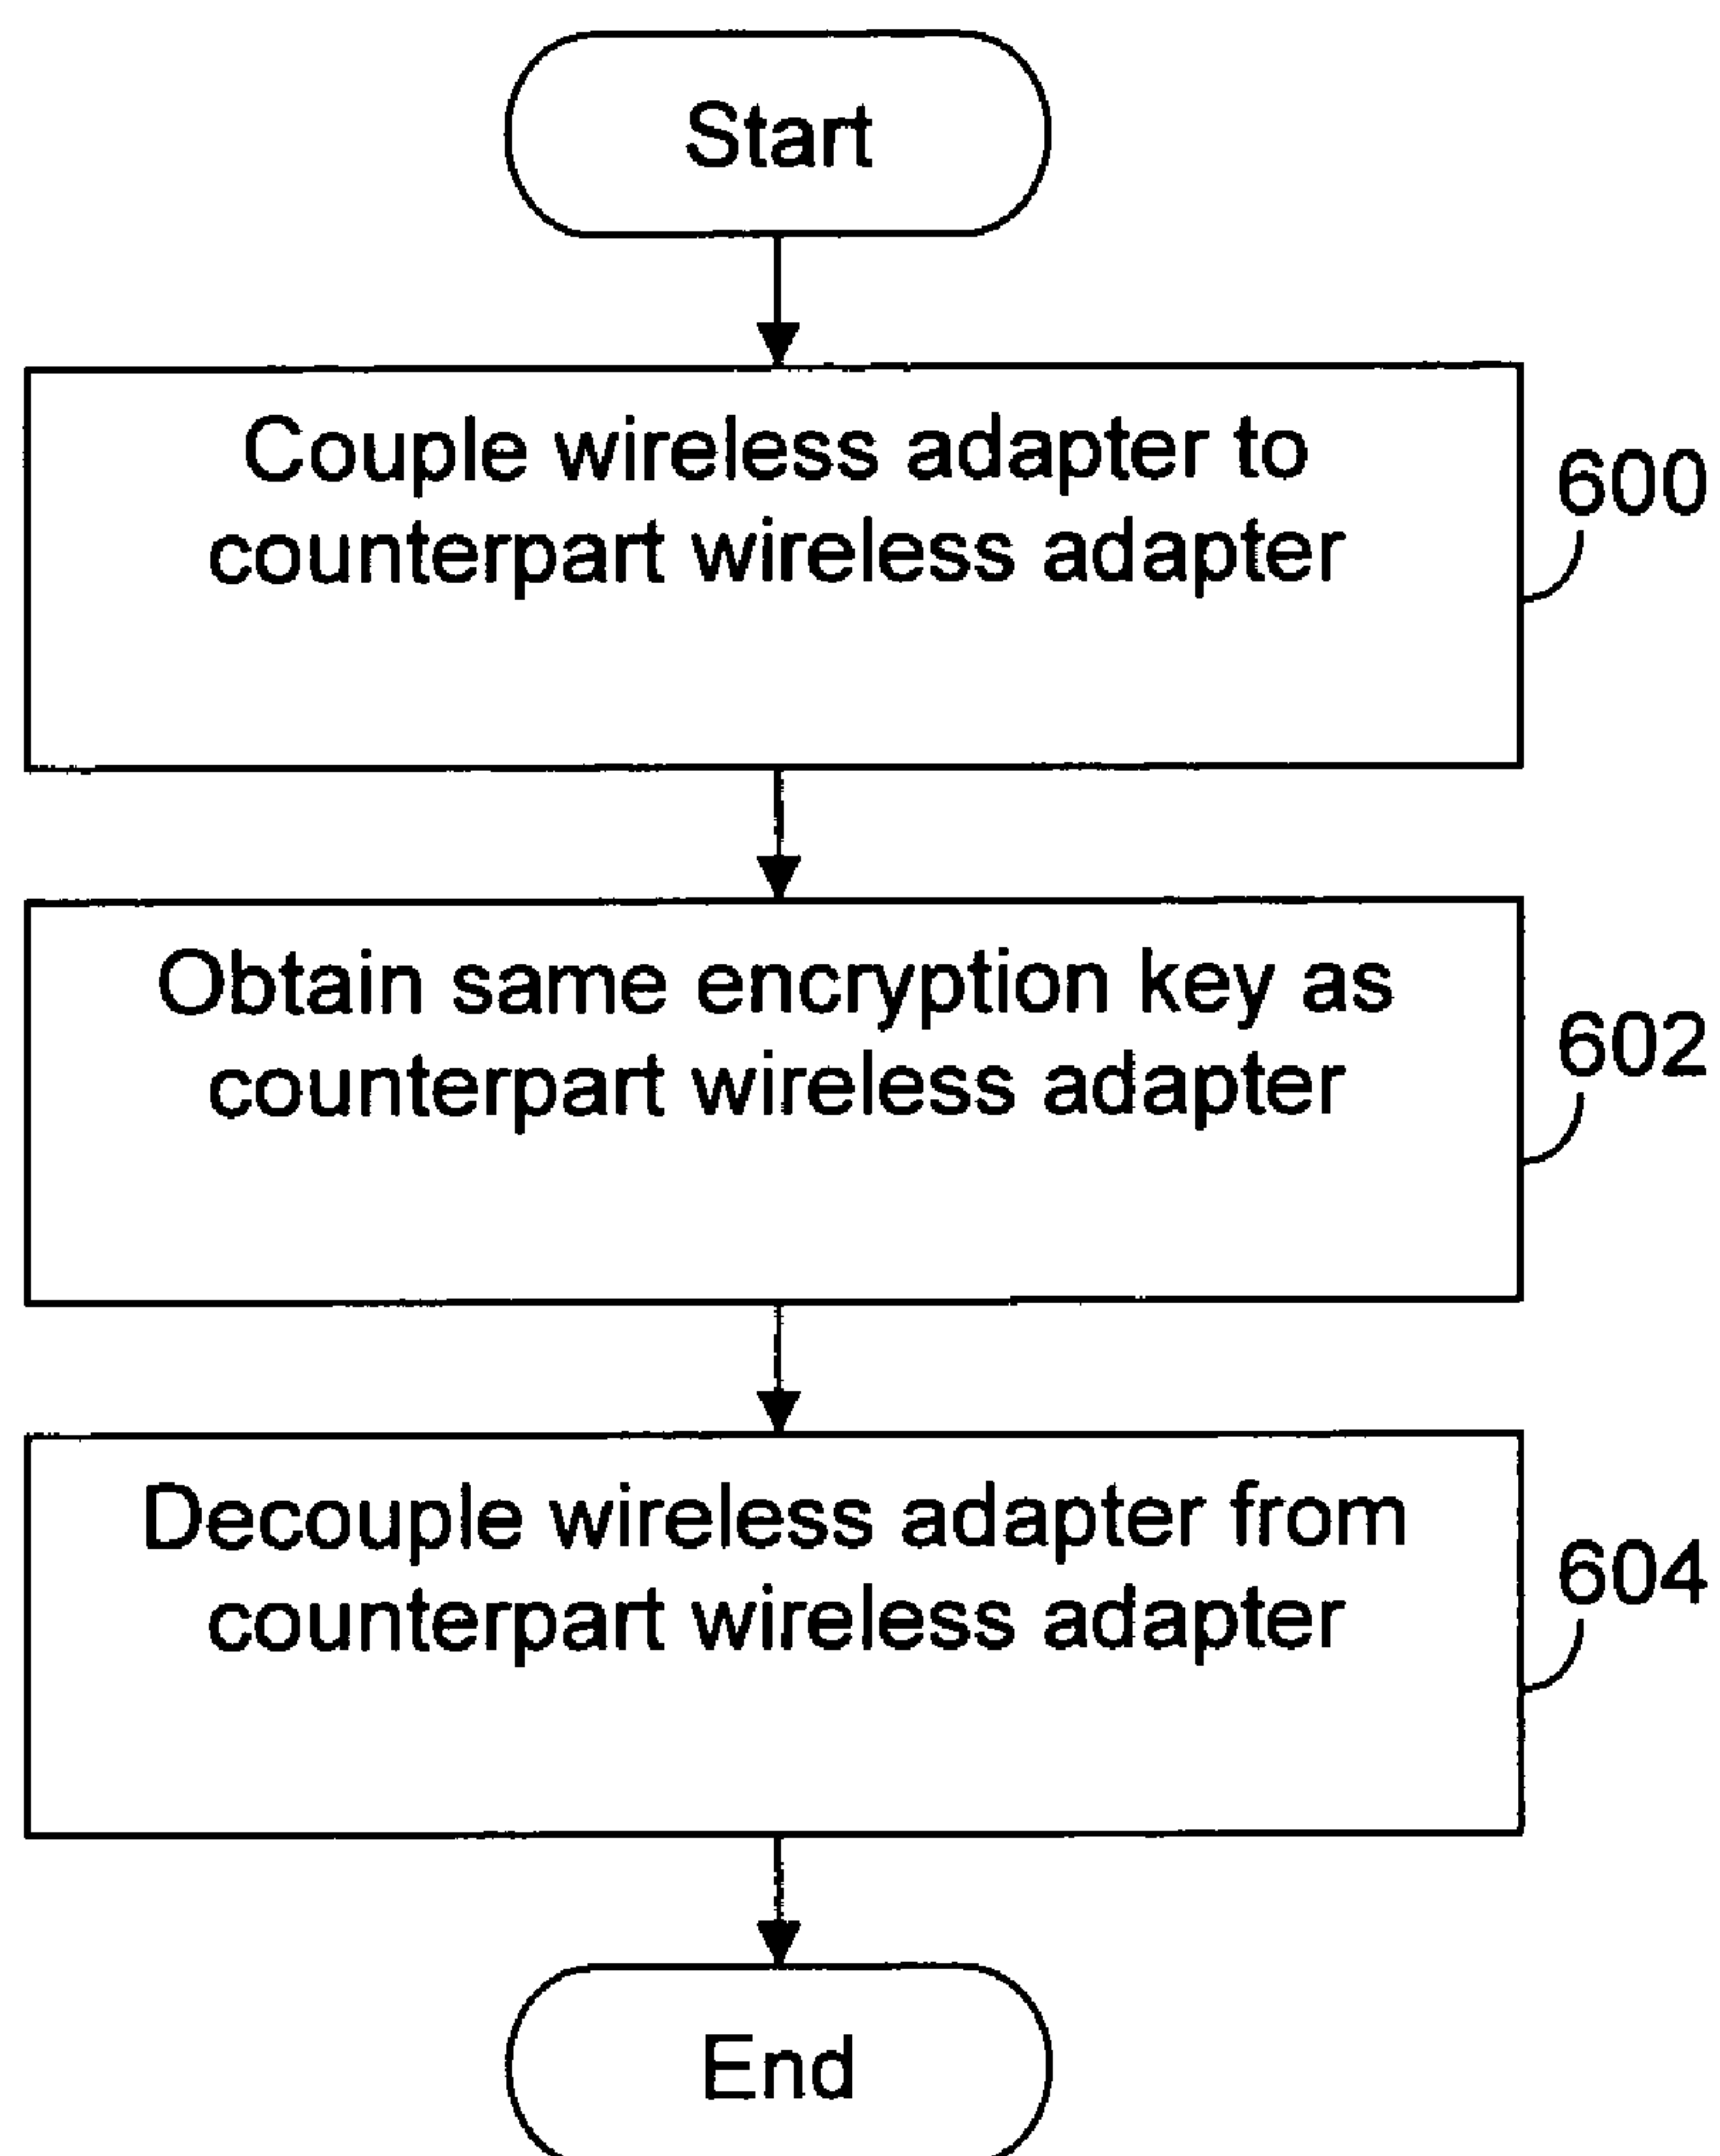 Start
Couple wireless adapter to
counterpart wireless adapter
600
Obtain same encryption key as
counterpart wireless adapter
602
Decouple wireless adapter from
counterpart wireless adapter
604
End